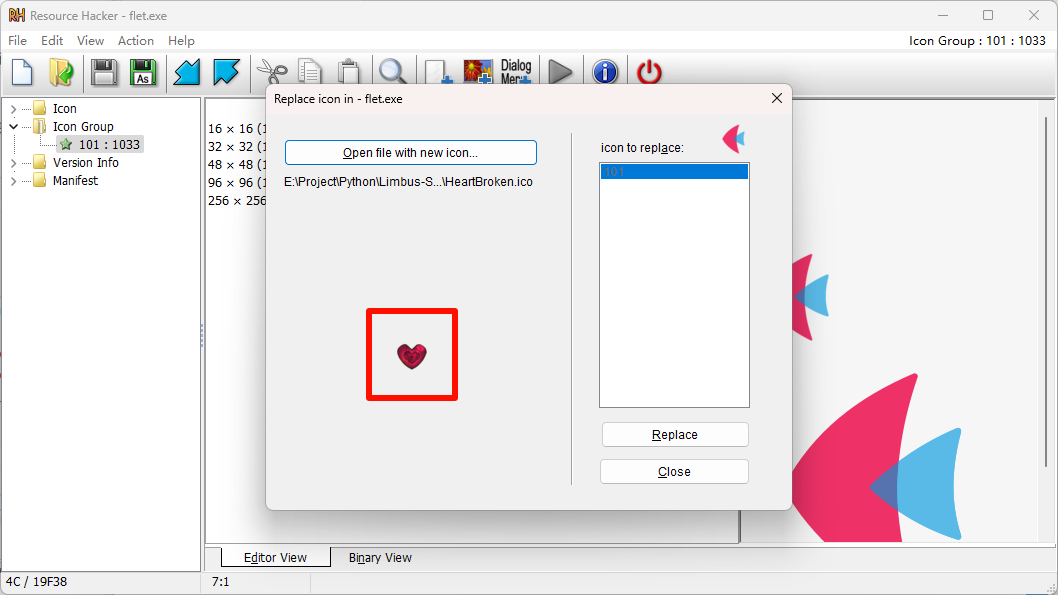 Resource Hacker - flet.exe
File Edit View Action Help
Icon Group : 101 : 1033
As
Dialog
Menu
Icon
Icon Group
101 : 1033
Version Info
Manifest
16 × 16 (1
32 × 32 (
48 × 48 (
96 × 96 (
256 × 256
Replace icon in - flet.exe
Open file with new icon...
E:\Project\Python\Limbus-S...\HeartBroken.ico
icon to replace:
101
Replace
Close
Editor View
Binary View
4C / 19F38
7:1